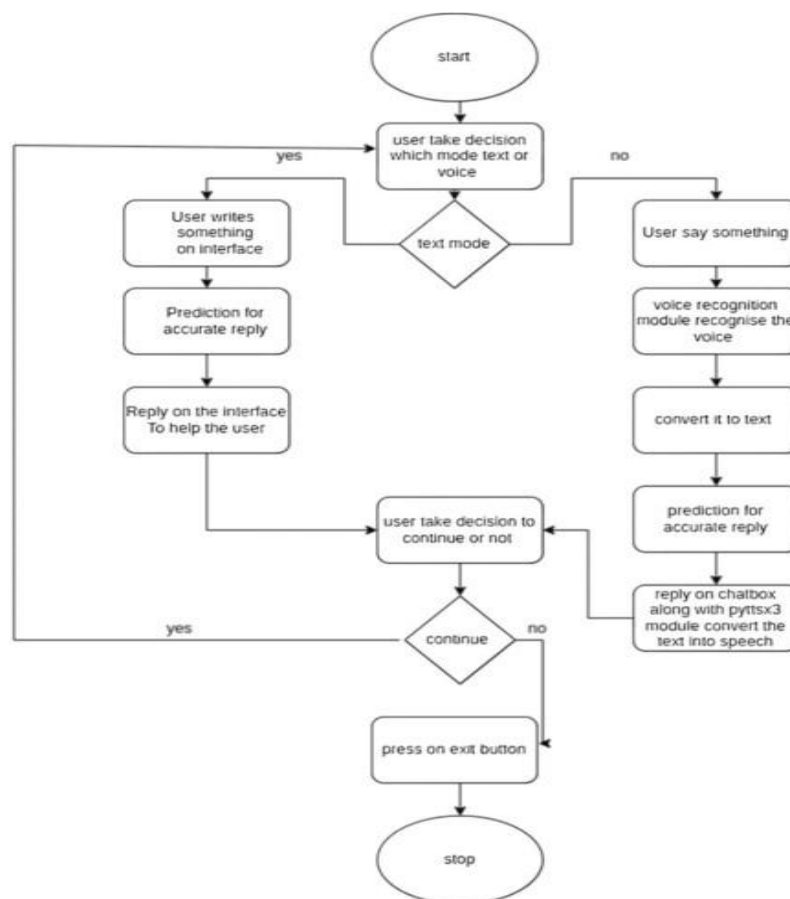 start
user take decision
which mode text or
voice
yes
no
text mode
User writes
something
on interface
Prediction for
accurate reply
Reply on the interface
To help the user
User say something
voice recognition
module recognise the
voice
convert it to text
prediction for
accurate reply
reply on chatbox
along with pyttsx3
module convert the
text into speech
user take decision to
continue or not
continue
yes
no
press on exit button
stop